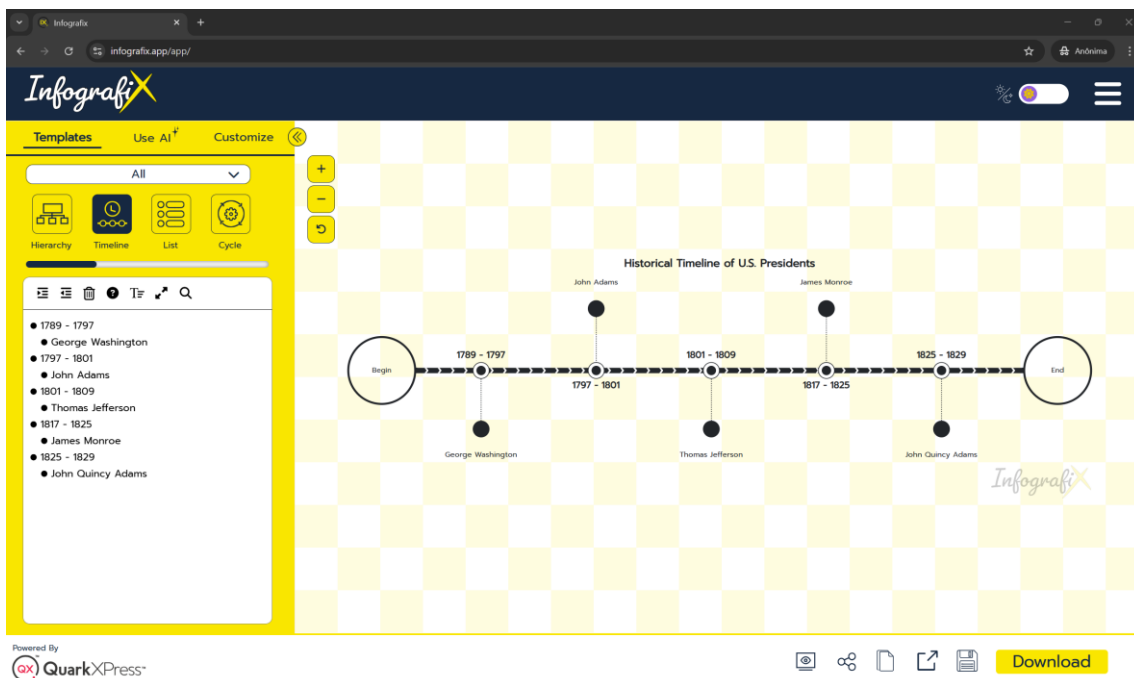 Infografix
infografix.app/app/
Anônima
InfografiX
Templates
Use AI
Customize
All
Hierarchy
Timeline
List
Cycle
1789 - 1797
George Washington
1797 - 1801
John Adams
1801 - 1809
Thomas Jefferson
1817 - 1825
James Monroe
1825 - 1829
John Quincy Adams
Historical Timeline of U.S. Presidents
John Adams
James Monroe
1789 - 1797
1801 - 1809
1825 - 1829
Begin
End
1797 - 1801
1817 - 1825
George Washington
Thomas Jefferson
John Quincy Adams
InfografiX
Powered By
QX QuarkXPress
Download